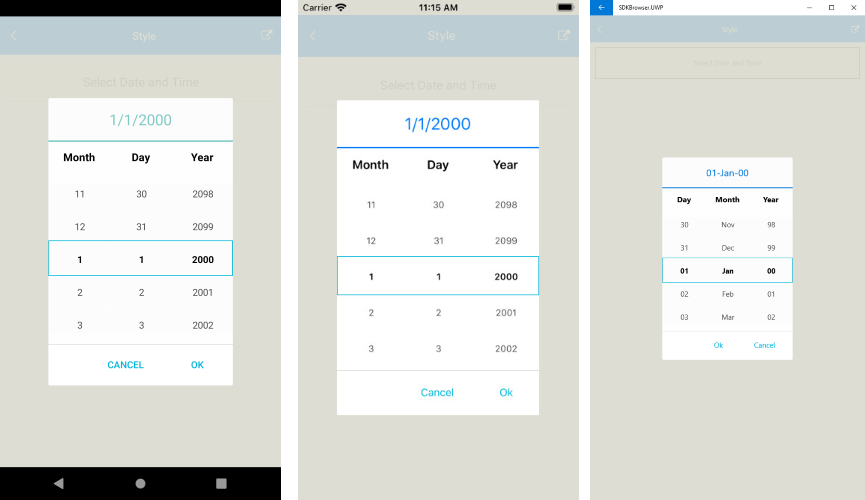 Style
Select Date and Time
1/1/2000
Month Day Year
11 30 2098
12 31 2099
1 1 2000
2 2 2001
3 3 2002
CANCEL OK
Carrier 11:15 AM
Style
Select Date and Time
1/1/2000
Month Day Year
11 30 2098
12 31 2099
1 1 2000
2 2 2001
3 3 2002
Cancel Ok
SDKBrowser.UWP
Style
Select Date and Time
01-Jan-00
Day Month Year
30 Nov 98
31 Dec 99
01 Jan 00
02 Feb 01
03 Mar 02
Ok Cancel